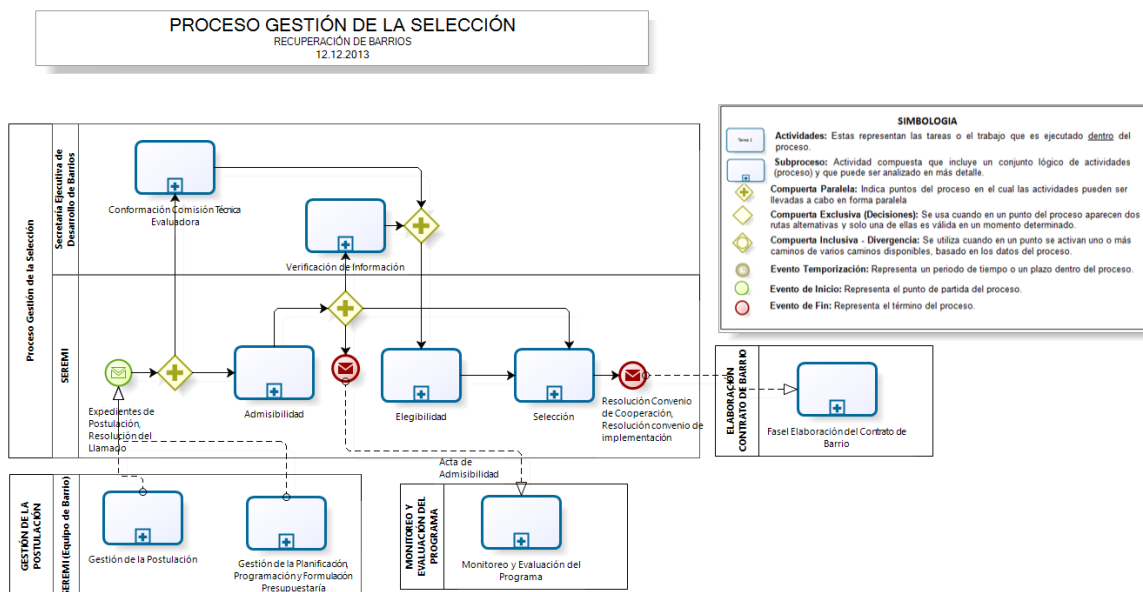 PROCESO GESTIÓN DE LA SELECCIÓN
RECUPERACIÓN DE BARRIOS
12.12.2013
SIMBOLOGIA
Tarea 1
Actividades: Estas representan las tareas o el trabajo que es ejecutado dentro del
proceso.
Subproceso: Actividad compuesta que incluye un conjunto lógico de actividades
(proceso) y que puede ser analizado en más detalle.
Compuerta Paralela: Indica puntos del proceso en el cual las actividades pueden ser
llevadas a cabo en forma paralela
Compuerta Exclusiva (Decisiones): Se usa cuando en un punto del proceso aparecen dos
rutas alternativas y solo una de ellas es válida en un momento determinado.
Compuerta Inclusiva - Divergencia: Se utiliza cuando en un punto se activan uno o más
caminos de varios caminos disponibles, basado en los datos del proceso.
Evento Temporización: Representa un periodo de tiempo o un plazo dentro del proceso.
Evento de Inicio: Representa el punto de partida del proceso.
Evento de Fin: Representa el término del proceso.
Proceso Gestión de la Selección
Secretaría Ejecutiva de
Desarrollo de Barrios
Conformación Comisión Técnica
Evaluadora
Verificación de Información
SEREMI
Expedientes de
Postulación,
Resolución del
Llamado
Admisibilidad
Elegibilidad
Selección
Resolución Convenio
de Cooperación,
Resolución convenio de
implementación
Acta de
Admisibilidad
ELABORACIÓN
CONTRATO DE BARRIO
FaseI Elaboración del Contrato de
Barrio
GESTIÓN DE LA
POSTULACIÓN
SEREMI (Equipo de Barrio)
Gestión de la Postulación
Gestión de la Planificación,
Programación y Formulación
Presupuestaría
MONITOREO Y
EVALUACIÓN DEL
PROGRAMA
Monitoreo y Evaluación del
Programa